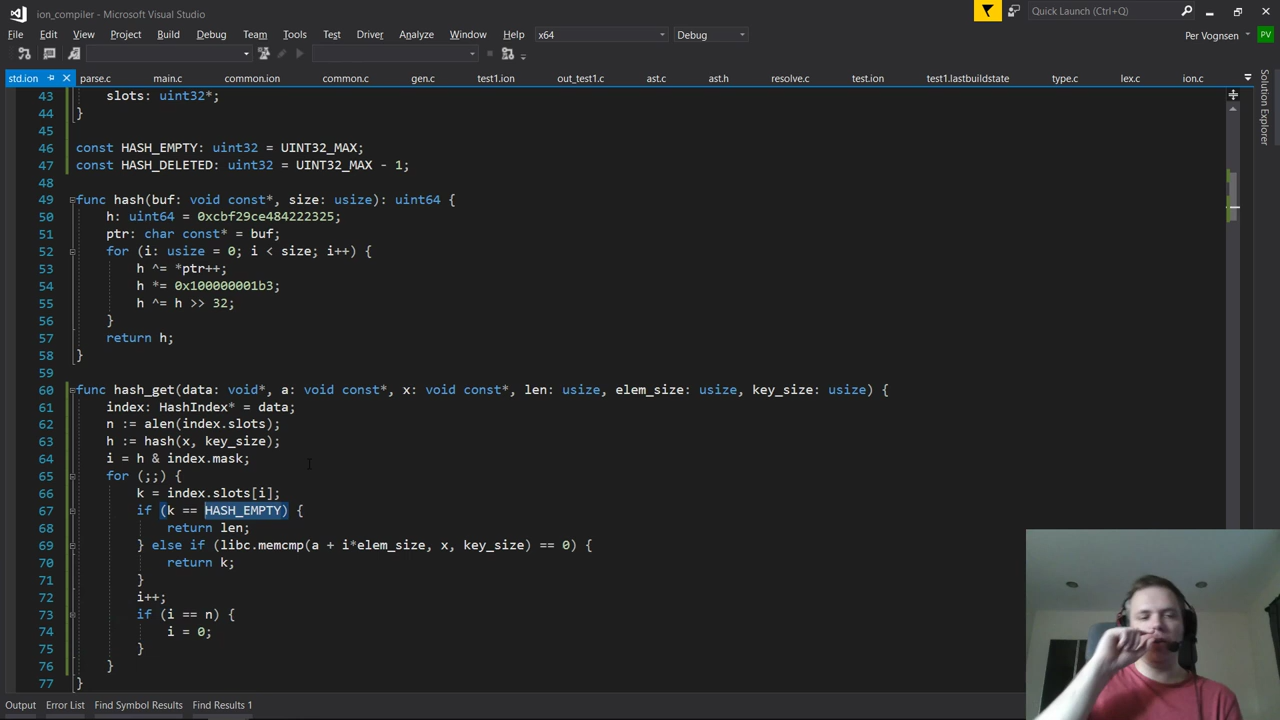 ion_compiler - Microsoft Visual Studio
Quick Launch (Ctrl+Q)
File Edit View Project Build Debug Team Tools Test Driver Analyze Window Help x64 Debug
Per Vognsen PV
std.ion parse.c main.c common.ion common.c gen.c test1.ion out_test1.c ast.c ast.h resolve.c test.ion test1.lastbuildstate type.c lex.c ion.c
Solution Explorer
43 slots: uint32*;
44 }
45
46 const HASH_EMPTY: uint32 = UINT32_MAX;
47 const HASH_DELETED: uint32 = UINT32_MAX - 1;
48
49 func hash(buf: void const*, size: usize): uint64 {
50 h: uint64 = 0xcbf29ce484222325;
51 ptr: char const* = buf;
52 for (i: usize = 0; i < size; i++) {
53 h ^= *ptr++;
54 h *= 0x100000001b3;
55 h ^= h >> 32;
56 }
57 return h;
58 }
59
60 func hash_get(data: void*, a: void const*, x: void const*, len: usize, elem_size: usize, key_size: usize) {
61 index: HashIndex* = data;
62 n := alen(index.slots);
63 h := hash(x, key_size);
64 i = h & index.mask;
65 for (;;) {
66 k = index.slots[i];
67 if (k == HASH_EMPTY) {
68 return len;
69 } else if (libc.memcmp(a + i*elem_size, x, key_size) == 0) {
70 return k;
71 }
72 i++;
73 if (i == n) {
74 i = 0;
75 }
76 }
77 }
Output Error List Find Symbol Results Find Results 1